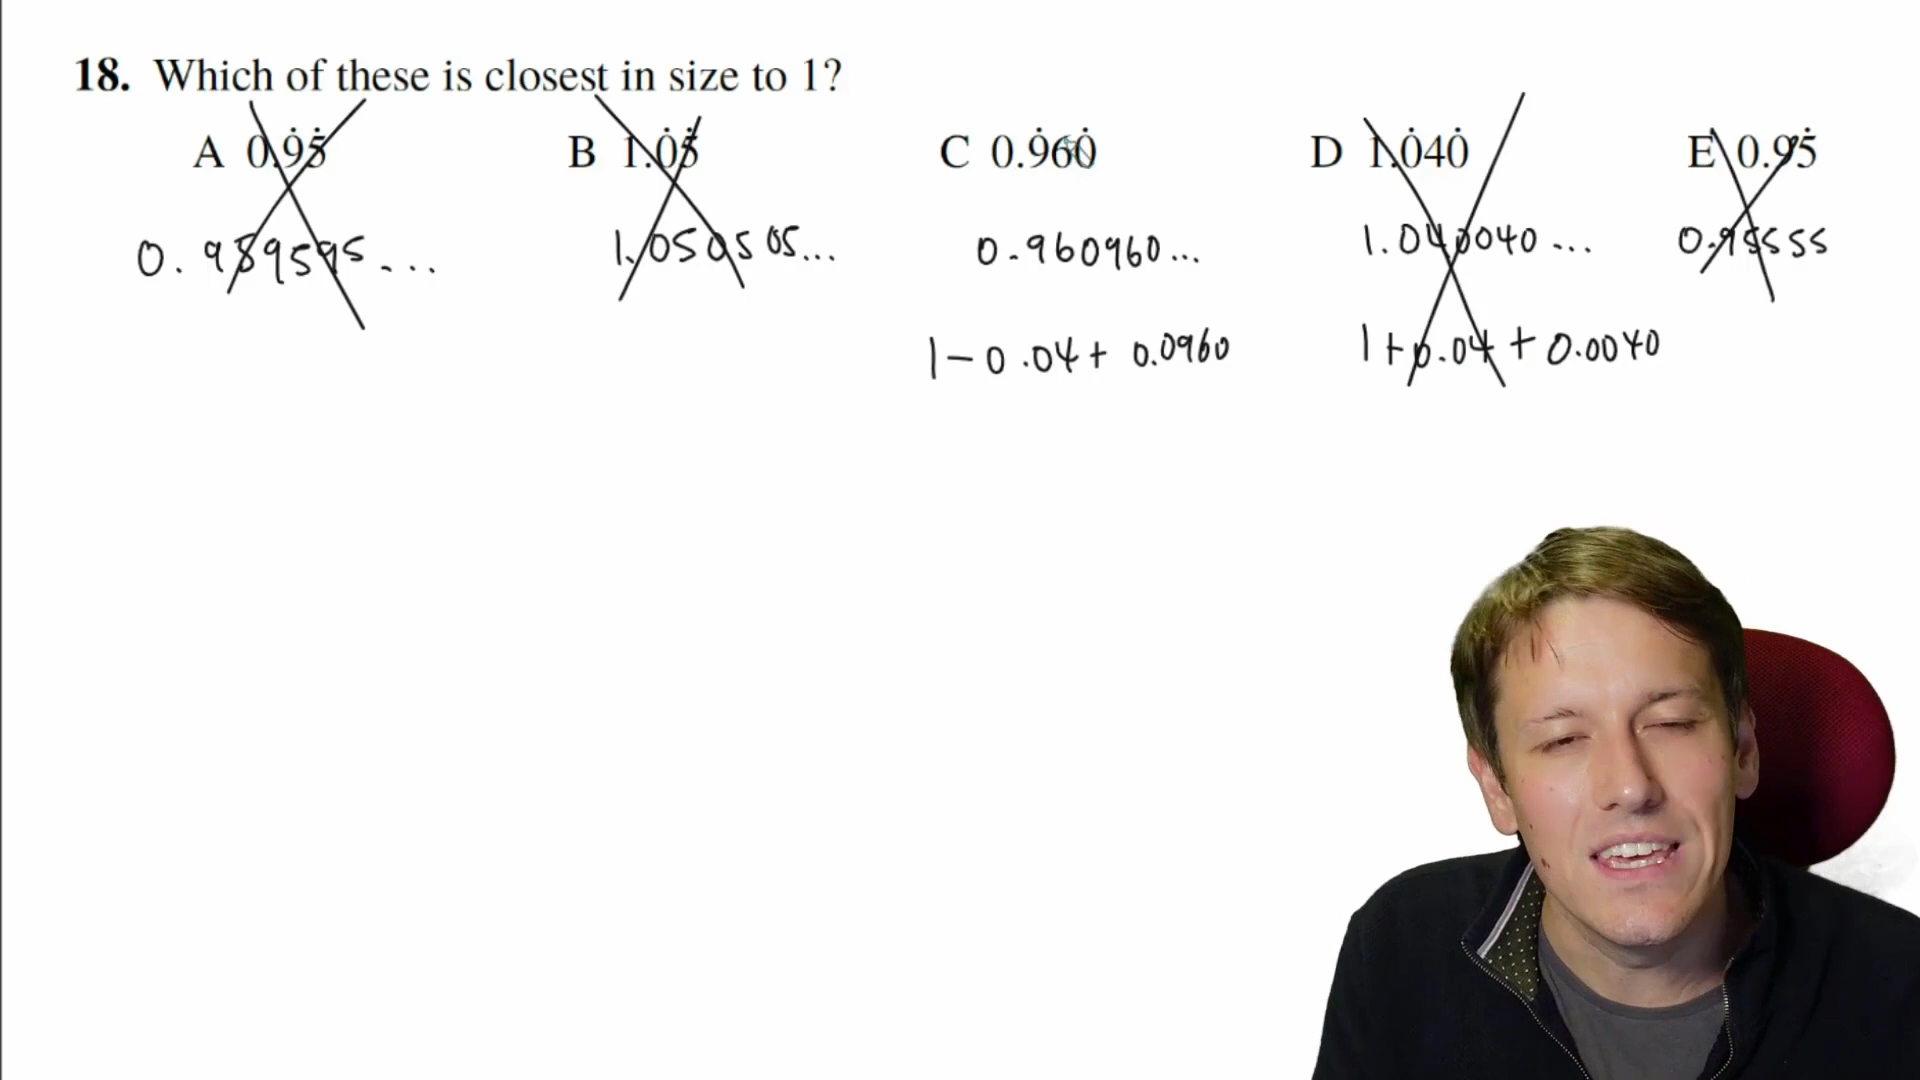 18. Which of these is closest in size to 1?
A 0.9̇5̇ B 1.0̇5̇ C 0.9̇60̇ D 1.0̇40̇ E 0.95̇
0.959595... 1.050505... 0.960960... 1.040040... 0.95555
1-0.04+ 0.0960 1+0.04+0.0040